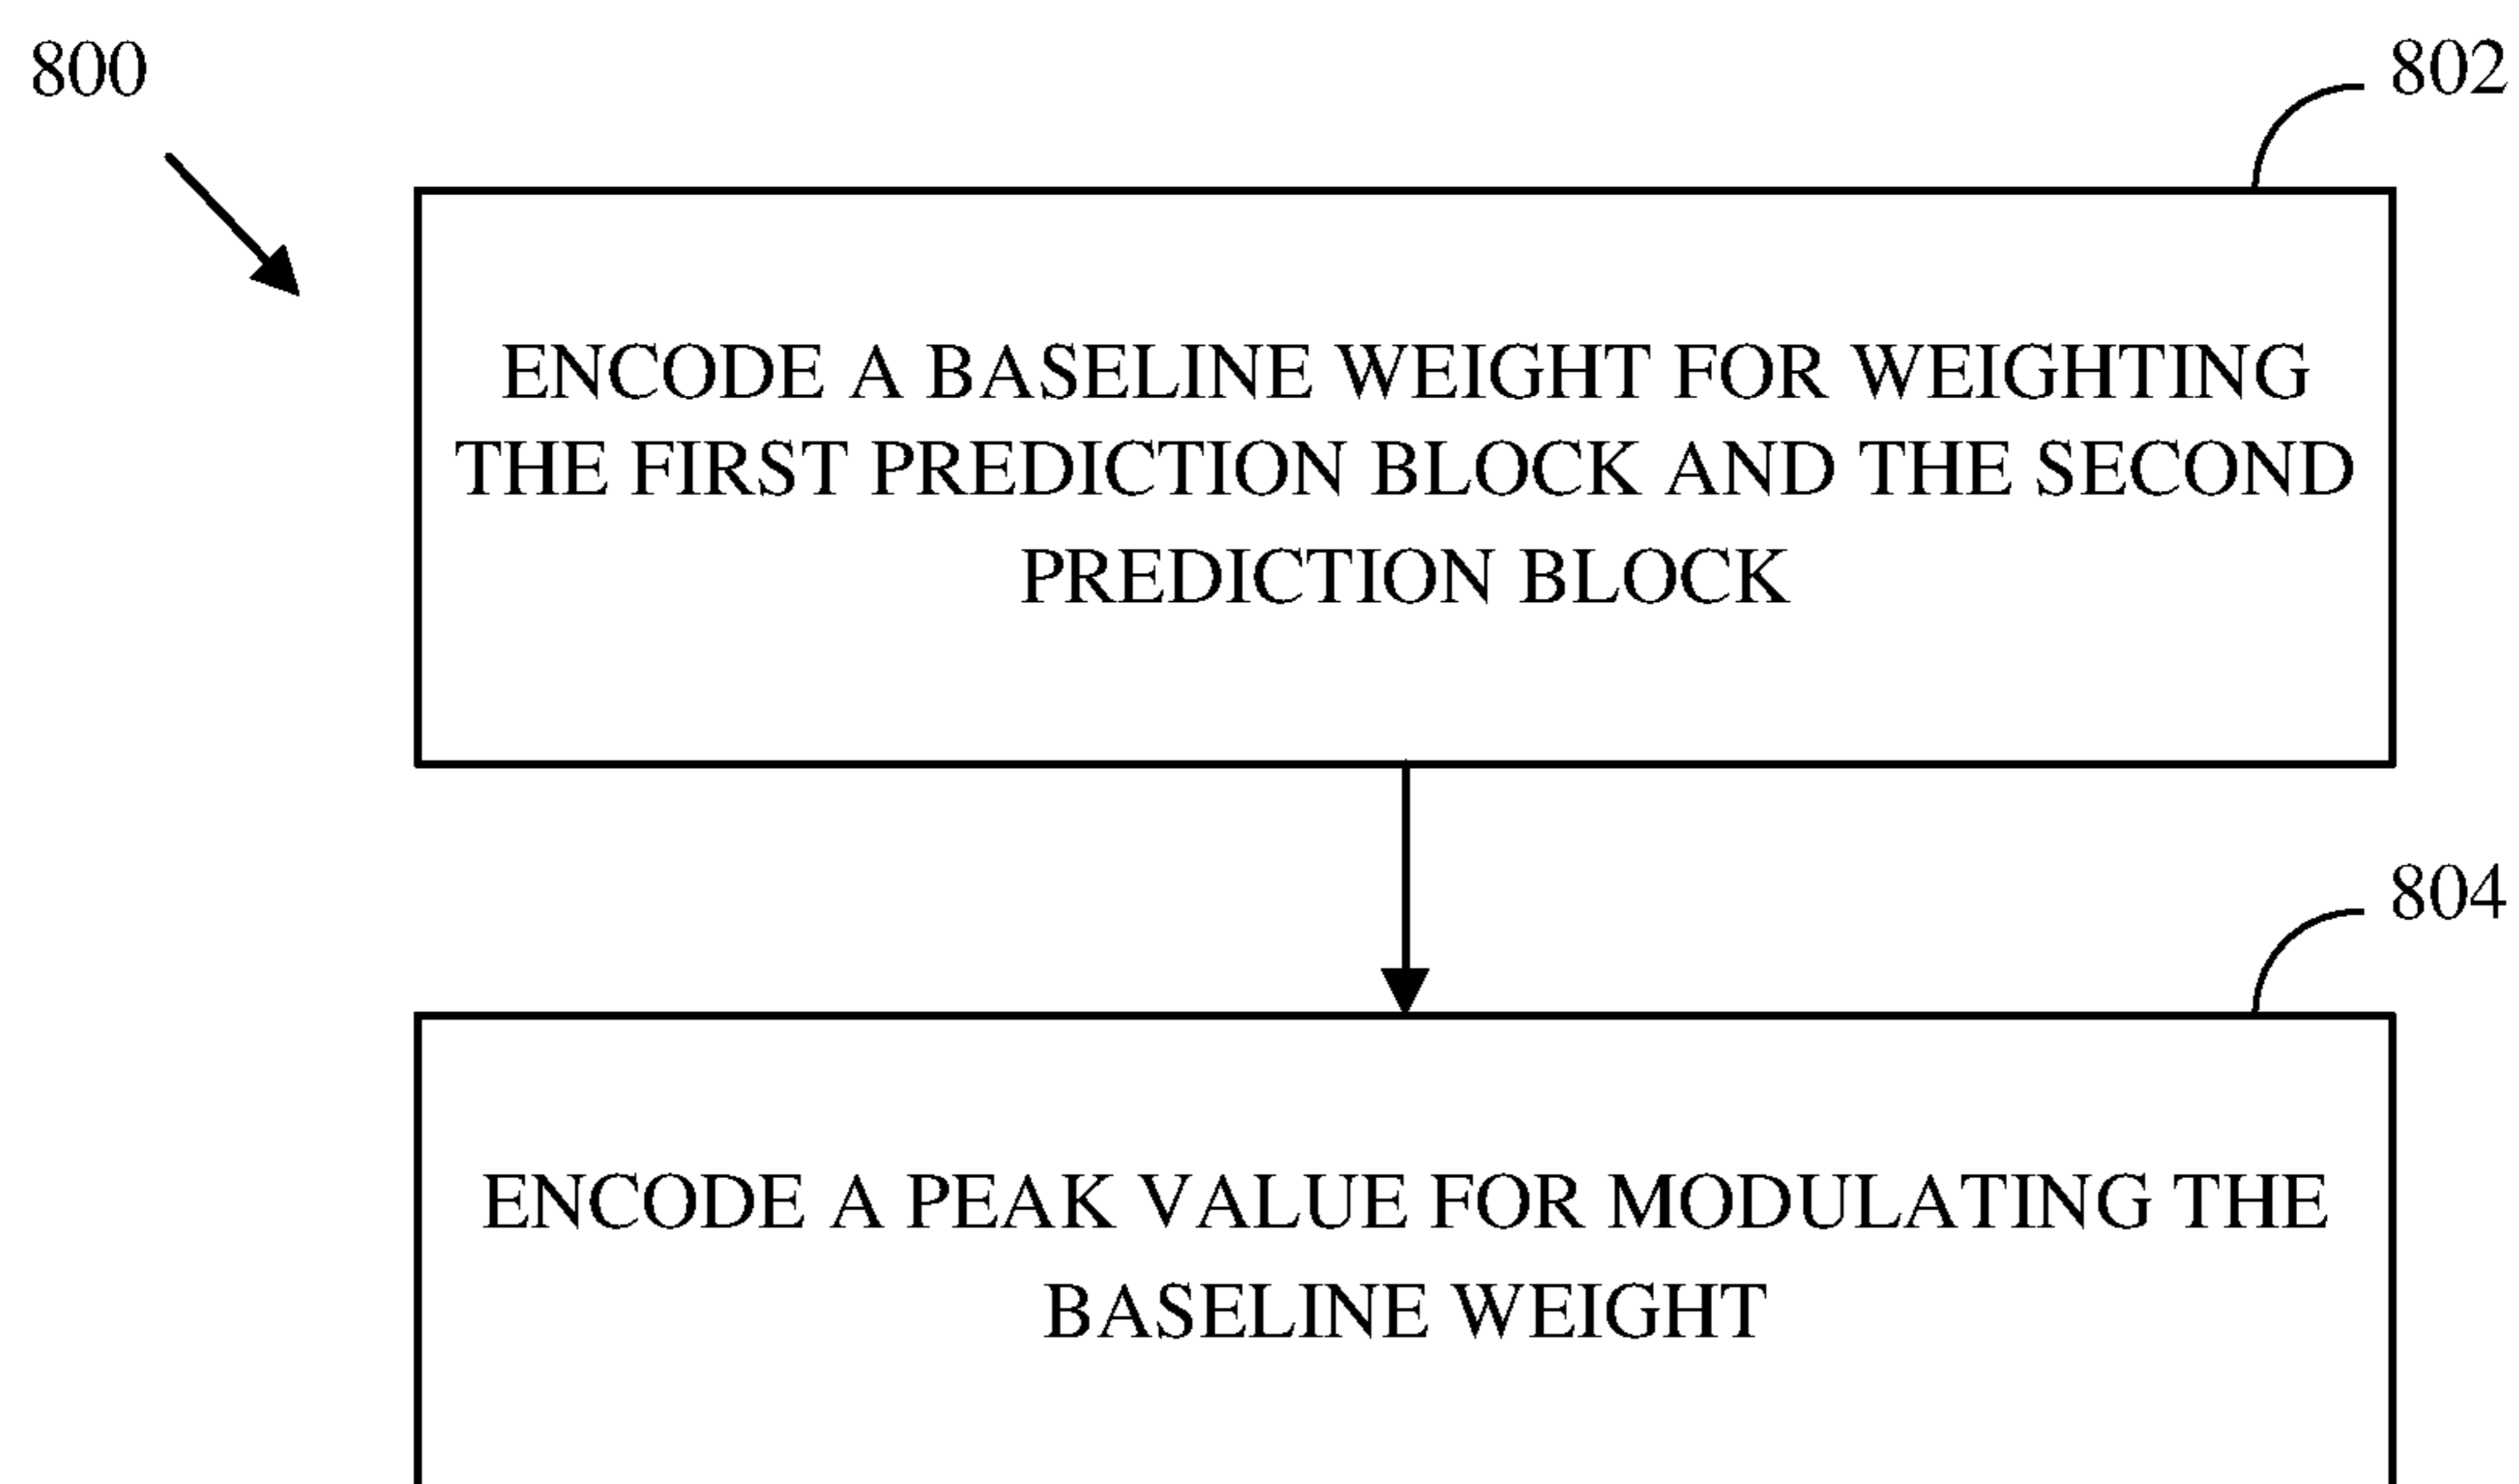 800
802
ENCODE A BASELINE WEIGHT FOR WEIGHTING
THE FIRST PREDICTION BLOCK AND THE SECOND
PREDICTION BLOCK
804
ENCODE A PEAK VALUE FOR MODULATING THE
BASELINE WEIGHT